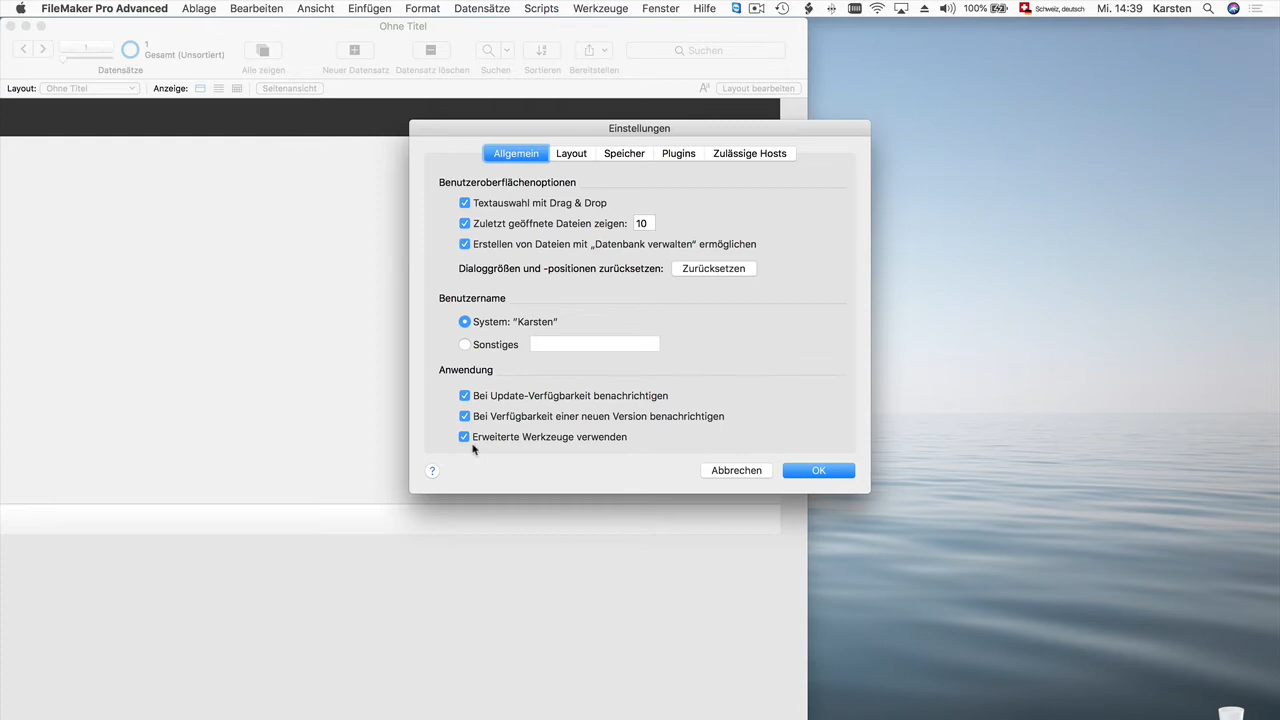 FileMaker Pro Advanced Ablage Bearbeiten Ansicht Einfügen Format Datensätze Scripts Werkzeuge Fenster Hilfe 100% Schweiz, deutsch Mi. 14:39 Karsten
Ohne Titel
1 1 Gesamt (Unsortiert) Suchen
Datensätze Alle zeigen Neuer Datensatz Datensatz löschen Suchen Sortieren Bereitstellen
Layout: Ohne Titel Anzeige: Seitenansicht Aª Layout bearbeiten
Einstellungen
Allgemein Layout Speicher Plugins Zulässige Hosts
Benutzeroberflächenoptionen
Textauswahl mit Drag & Drop
Zuletzt geöffnete Dateien zeigen: 10
Erstellen von Dateien mit „Datenbank verwalten“ ermöglichen
Dialoggrößen und -positionen zurücksetzen: Zurücksetzen
Benutzername
System: “Karsten”
Sonstiges
Anwendung
Bei Update-Verfügbarkeit benachrichtigen
Bei Verfügbarkeit einer neuen Version benachrichtigen
Erweiterte Werkzeuge verwenden
? Abbrechen OK